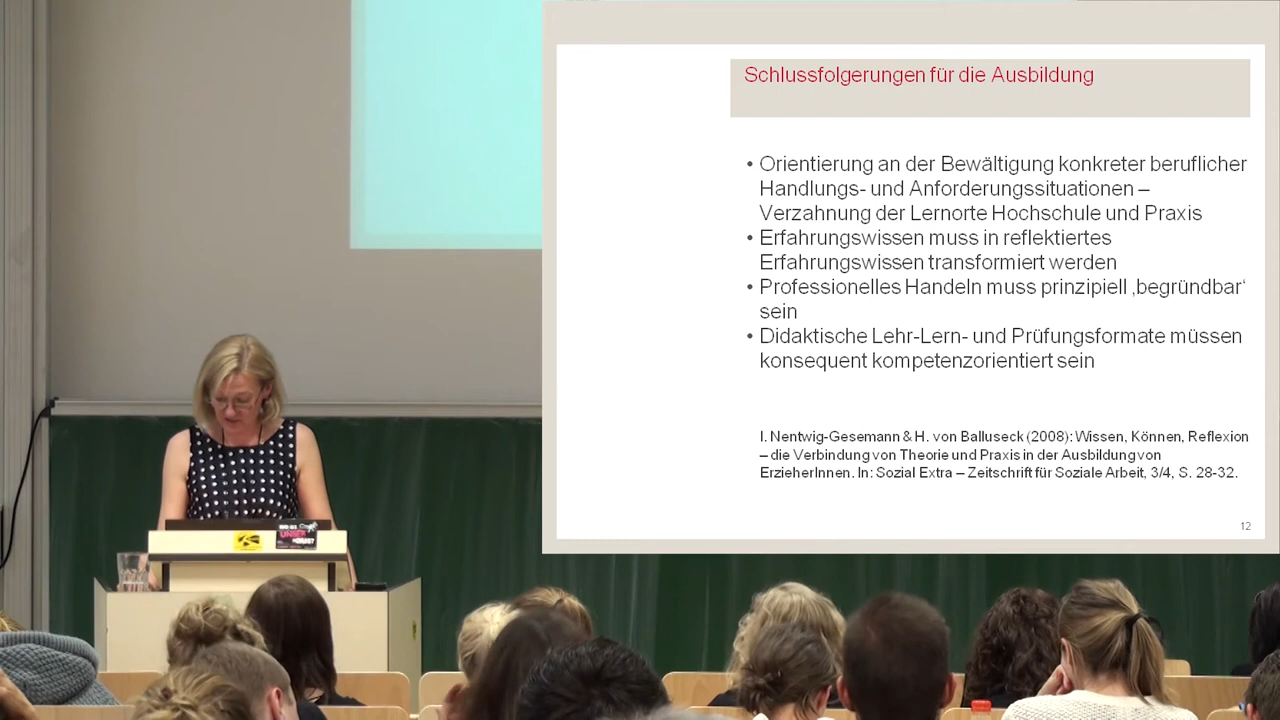 Schlussfolgerungen für die Ausbildung
• Orientierung an der Bewältigung konkreter beruflicher
Handlungs- und Anforderungssituationen –
Verzahnung der Lernorte Hochschule und Praxis
• Erfahrungswissen muss in reflektiertes
Erfahrungswissen transformiert werden
• Professionelles Handeln muss prinzipiell ‚begründbar‘
sein
• Didaktische Lehr-Lern- und Prüfungsformate müssen
konsequent kompetenzorientiert sein
I. Nentwig-Gesemann & H. von Balluseck (2008): Wissen, Können, Reflexion
– die Verbindung von Theorie und Praxis in der Ausbildung von
ErzieherInnen. In: Sozial Extra – Zeitschrift für Soziale Arbeit, 3/4, S. 28-32.
12
UNSER